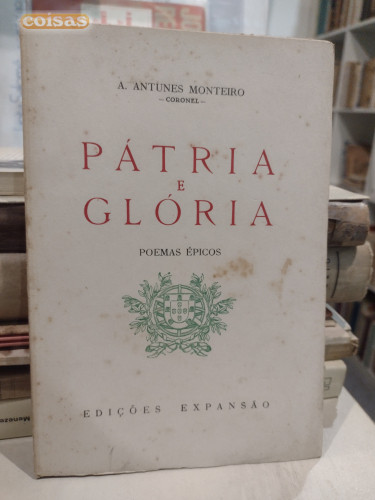 coisas
A. ANTUNES MONTEIRO
— CORONEL —
PÁTRIA
E
GLÓRIA
POEMAS ÉPICOS
EDIÇÕES EXPANSÃO